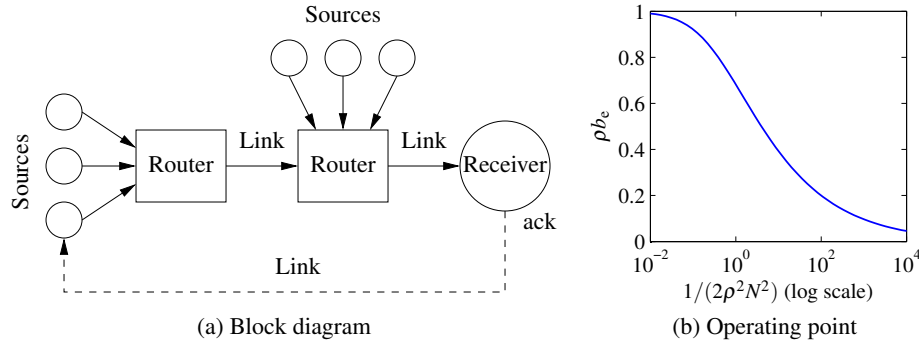 Sources
Sources
Router
Link
Router
Link
Receiver
ack
Link
(a) Block diagram
1
0.8
0.6
0.4
0.2
0
ρb_e
10^−2
10^0
10^2
10^4
1/(2ρ^2N^2) (log scale)
(b) Operating point